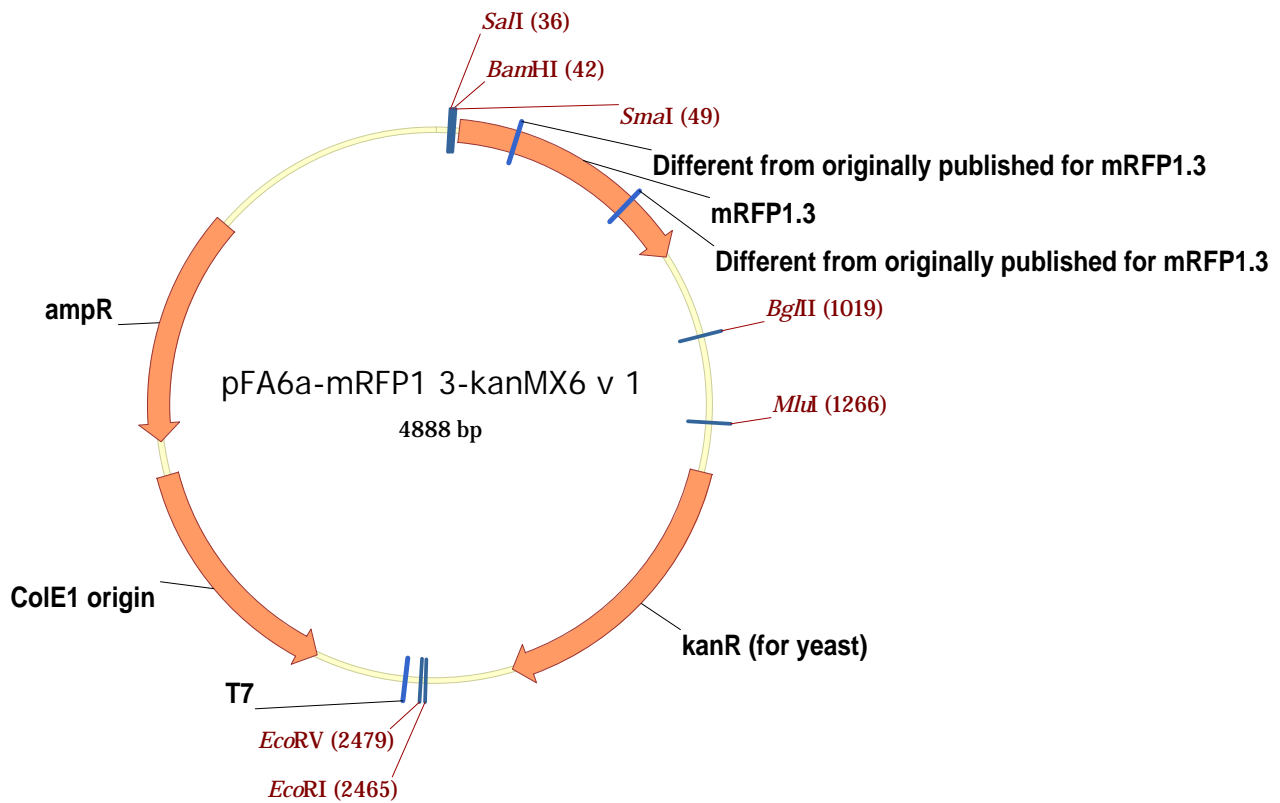 SalI (36)
BamHI (42)
SmaI (49)
Different from originally published for mRFP1.3
mRFP1.3
Different from originally published for mRFP1.3
BglII (1019)
ampR
pFA6a-mRFP1 3-kanMX6 v 1
4888 bp
MluI (1266)
ColE1 origin
kanR (for yeast)
T7
EcoRV (2479)
EcoRI (2465)